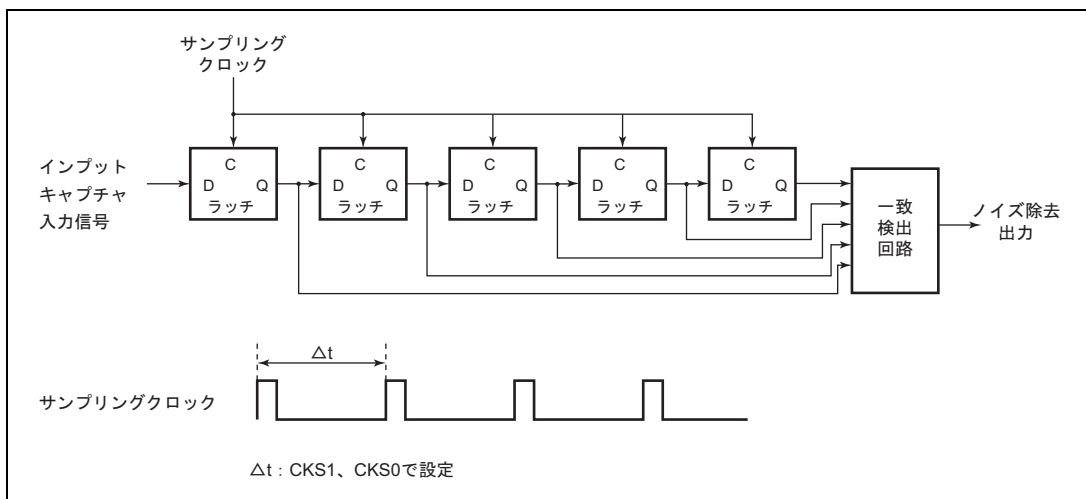 サンプリング
クロック
インプット
キャプチャ
入力信号
C
D Q
ラッチ
C
D Q
ラッチ
C
D Q
ラッチ
C
D Q
ラッチ
C
D Q
ラッチ
一致
検出
回路
ノイズ除去
出力
△t
サンプリングクロック
△t：CKS1、CKS0で設定